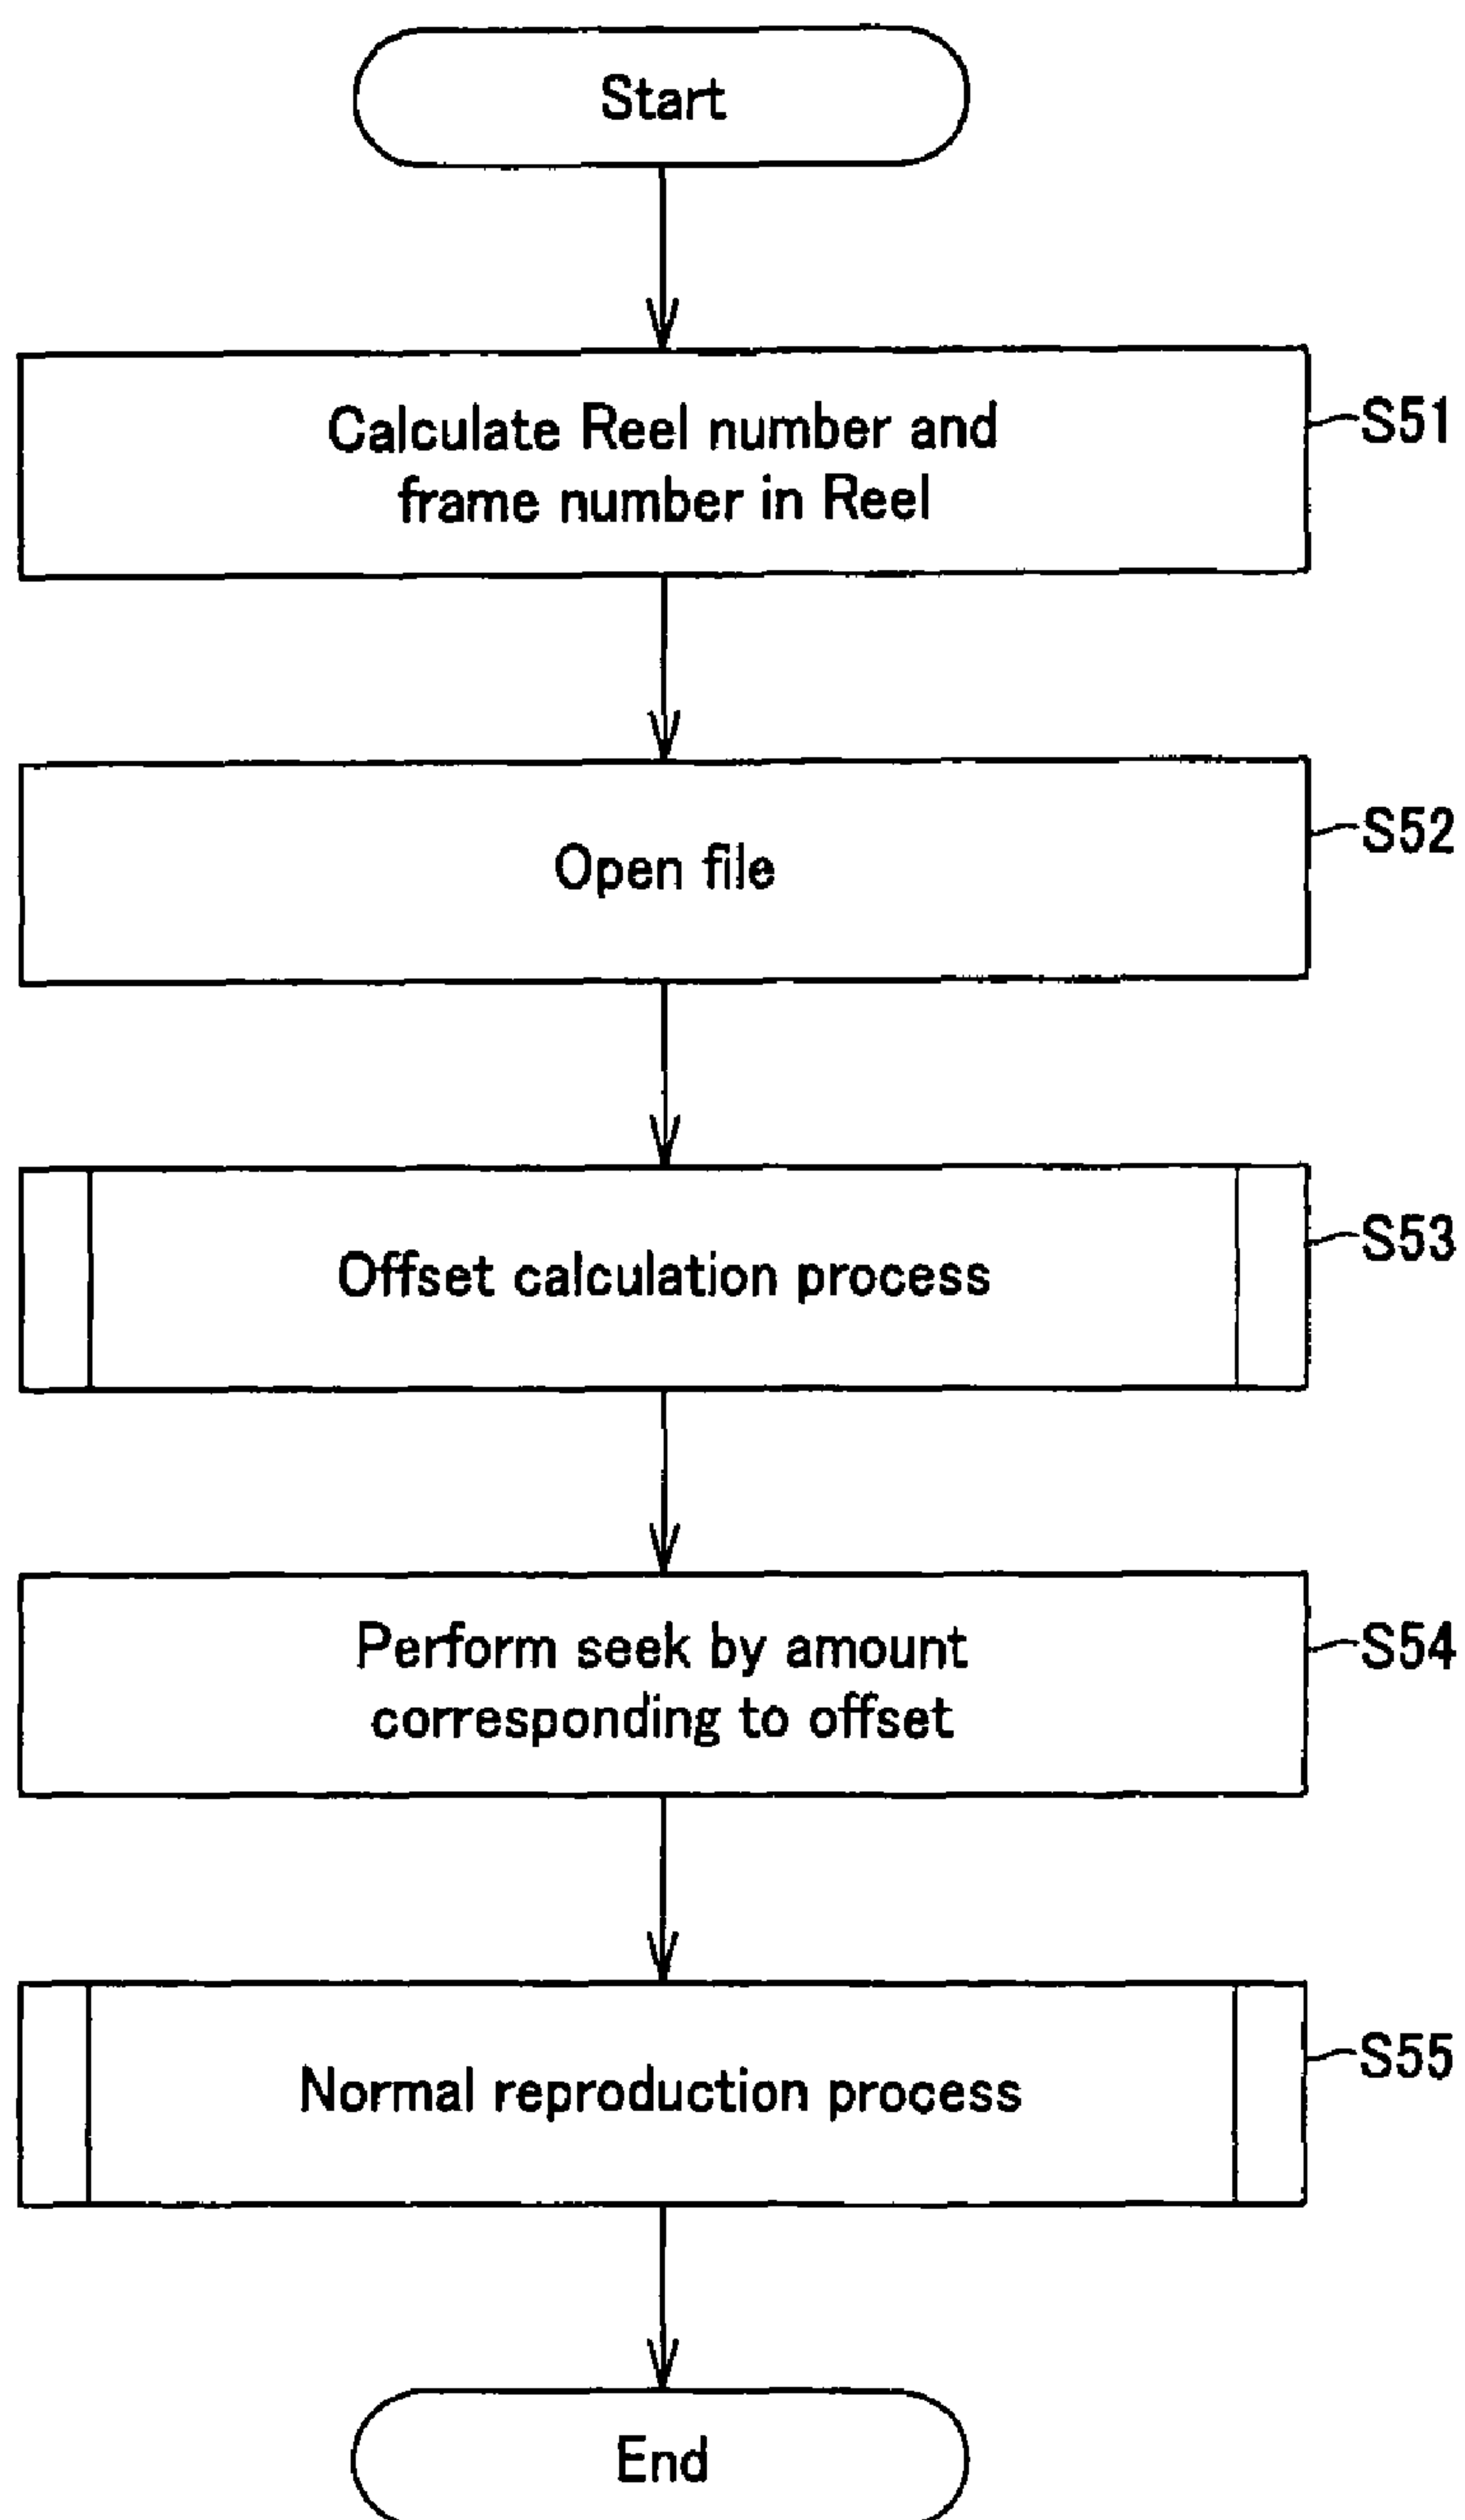 Start
Calculate Reel number and
frame number in Reel
S51
Open file
S52
Offset calculation process
S53
Perform seek by amount
corresponding to offset
S54
Normal reproduction process
S55
End